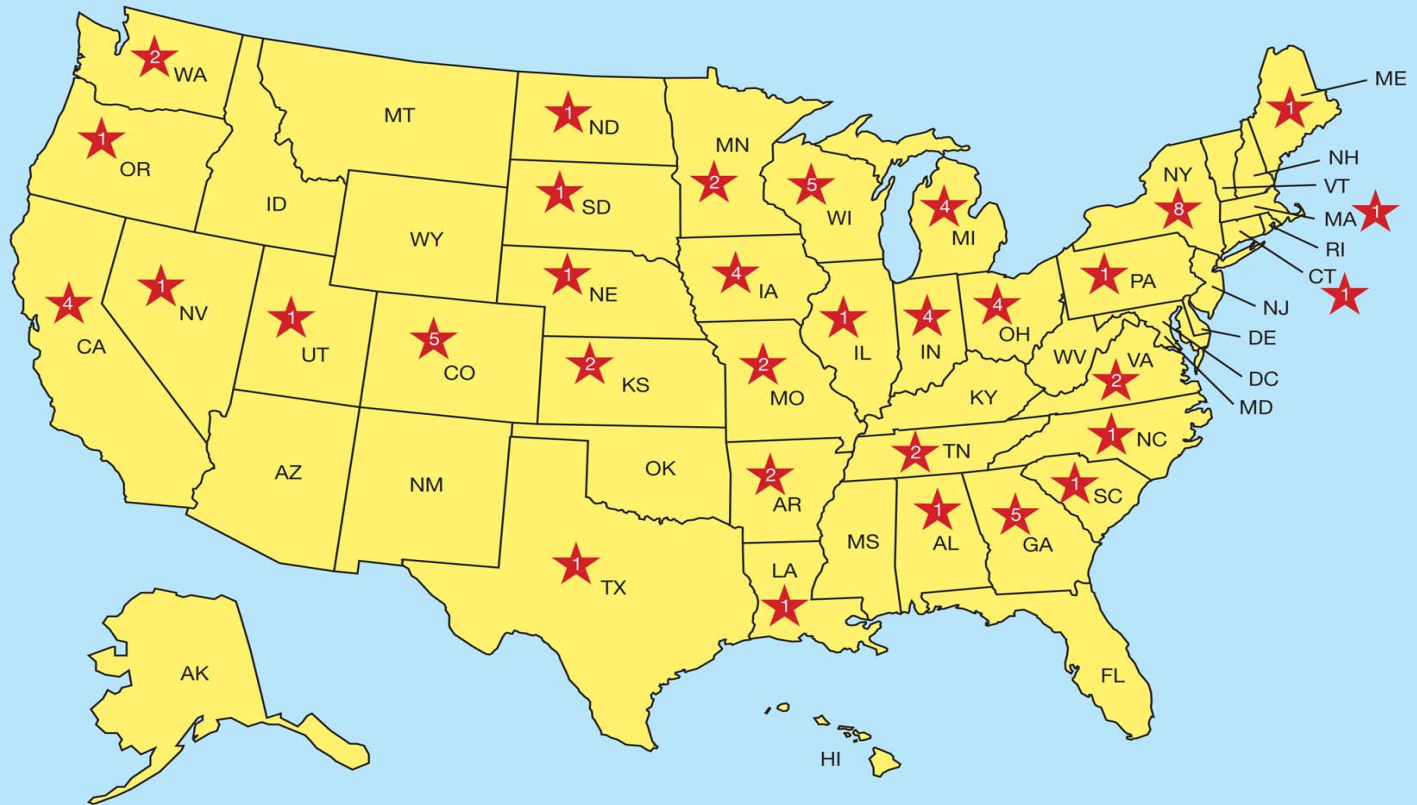 2
WA
MT
1
ND
MN
2
1
OR
ID
WY
1
SD
5
WI
4
MI
NY
8
ME
1
NH
VT
MA
1
RI
CT
1
NJ
DE
DC
MD
4
CA
1
NV
1
UT
5
CO
1
NE
4
IA
1
IL
4
IN
4
OH
1
PA
WV
VA
2
2
KS
2
MO
KY
AZ
NM
OK
2
AR
2
TN
1
NC
1
SC
MS
1
AL
5
GA
1
TX
LA
1
FL
AK
HI